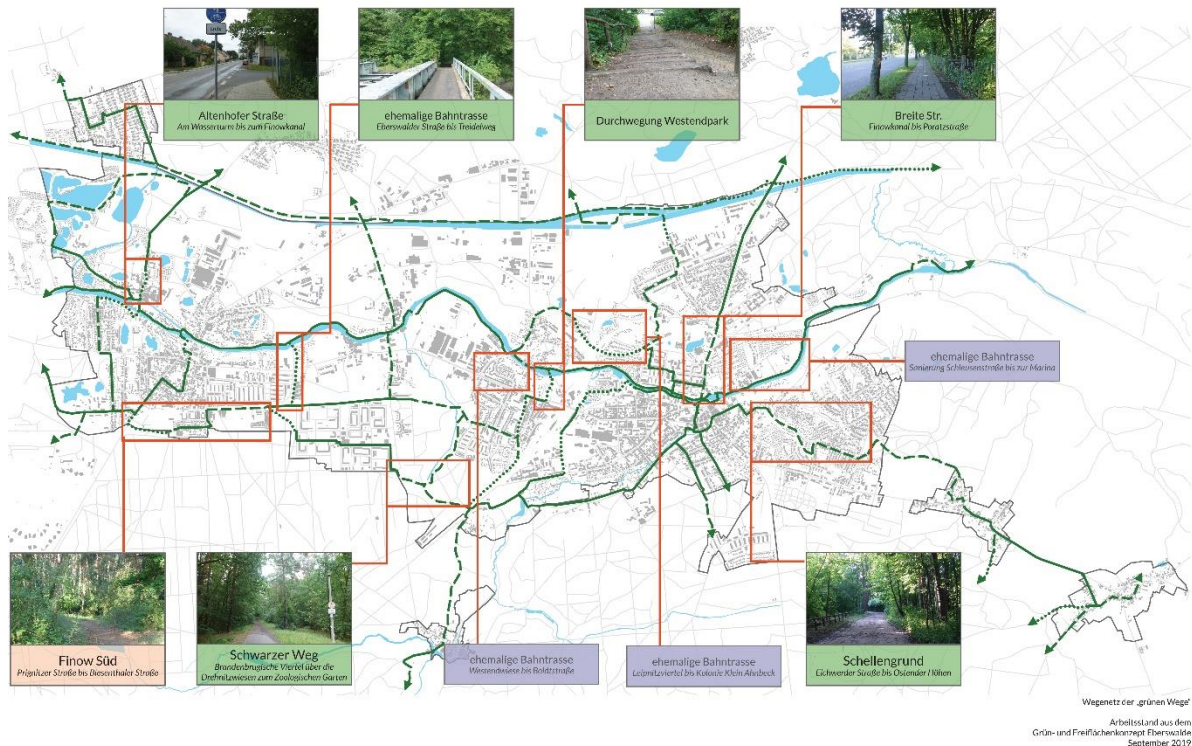 Altenhofer Straße
Am Wasserturm bis zum Finowkanal
ehemalige Bahntrasse
Eberswalder Straße bis Treidelweg
Durchwegung Westendpark
Breite Str.
Finowkanal bis Poratzstraße
ehemalige Bahntrasse
Sanierung Schleusenstraße bis zur Marina
Finow Süd
Prignitzer Straße bis Biesenthaler Straße
Schwarzer Weg
Brandenburgische Viertel über die
Drehnitzwiesen zum Zoologischen Garten
ehemalige Bahntrasse
Westendwiese bis Boldtstraße
ehemalige Bahntrasse
Leipnitzviertel bis Kolonie Klein Ahribeck
Schellengrund
Eichwerder Straße bis Ostender Höhen
Wegenetz der „grünen Wege"
Arbeitsstand aus dem
Grün- und Freiflächenkonzept Eberswalde
September 2019